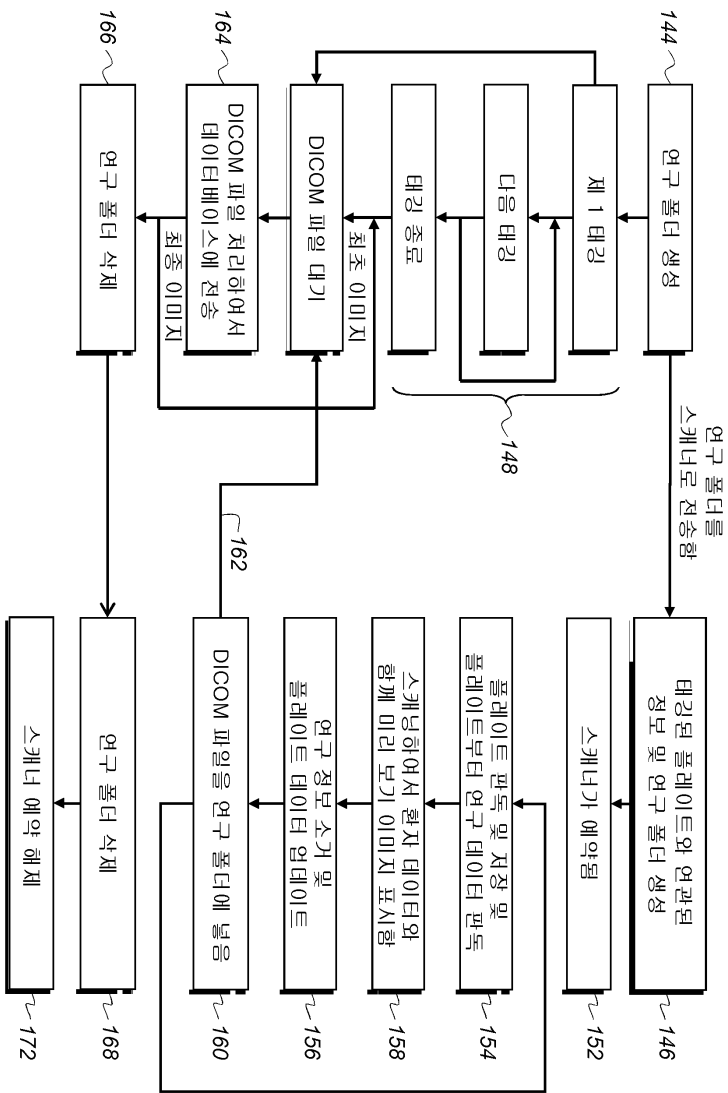 144
연구 폴더 생성
제 1 태깅
다음 태깅
태깅 종료
148
최초 이미지
DICOM 파일 대기
164
DICOM 파일 처리하여서
데이터베이스에 전송
최종 이미지
166
연구 폴더 삭제
연구 폴더를
스캐너로 전송함
162
태깅된 플레이트와 연관된
정보 및 연구 폴더 생성
146
스캐너가 예약됨
152
플레이트 판독 및 저장 및
플레이트부터 연구 데이터 판독
154
스캐닝하여서 환자 데이터와
함께 미리 보기 이미지 표시함
158
연구 정보 소거 및
플레이트 데이터 업데이트
156
DICOM 파일을 연구 폴더에 넣음
160
연구 폴더 삭제
168
스캐너 예약 해제
172